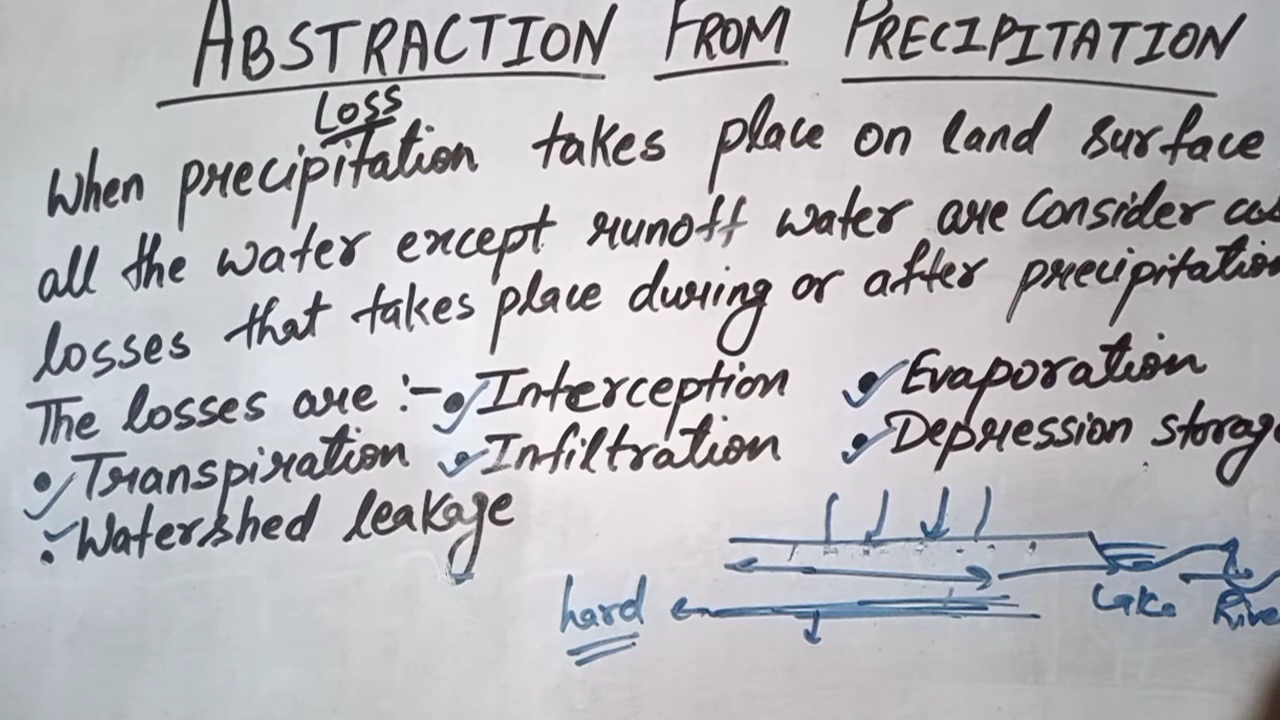 ABSTRACTION FROM PRECIPITATION
Loss
When precipitation takes place on land surface
all the water except runoff water are consider as
losses that takes place during or after precipitation
The losses are :- • Interception • Evaporation
• Transpiration • Infiltration • Depression storage
• Watershed leakage
hard Lake River